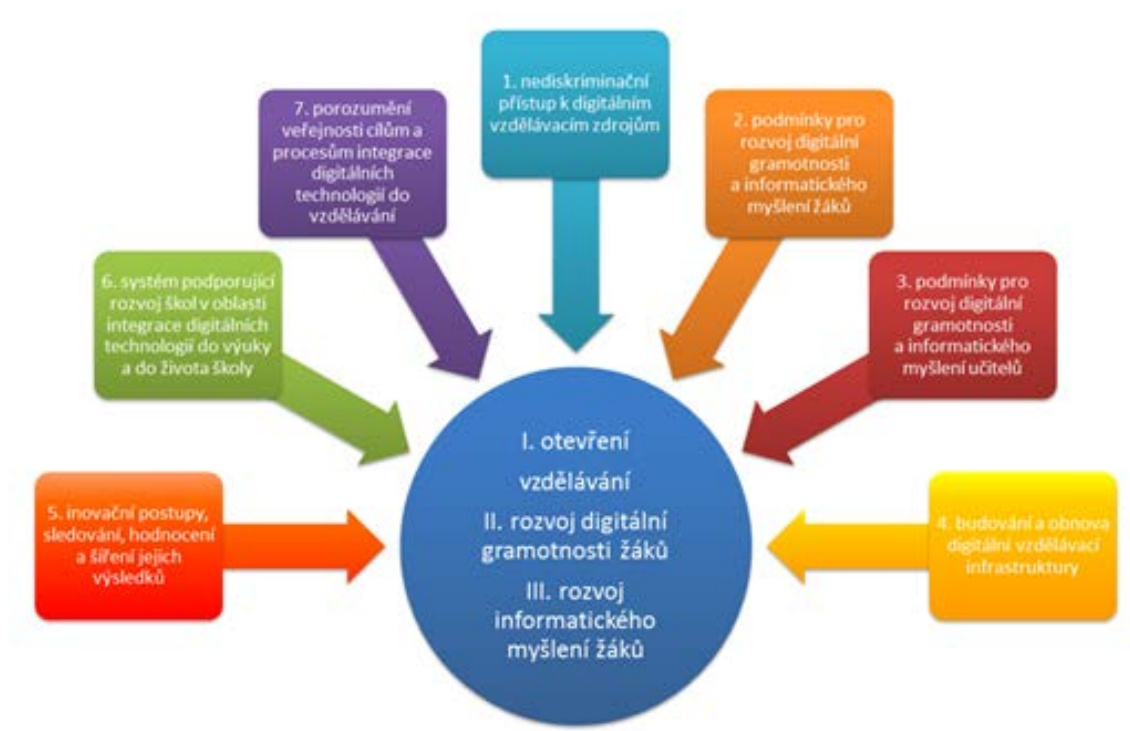 1. nediskriminační
přístup k digitálním
vzdělávacím zdrojům
2. podmínky pro
rozvoj digitální
gramotnosti
a informatického
myšlení žáků
3. podmínky pro
rozvoj digitální
gramotnosti
a informatického
myšlení učitelů
4. budování a obnova
digitální vzdělávací
infrastruktury
5. inovační postupy,
sledování, hodnocení
a šíření jejich
výsledků
6. systém podporující
rozvoj škol v oblasti
integrace digitálních
technologií do výuky
a do života školy
7. porozumění
veřejnosti cílům a
procesům integrace
digitálních
technologií do
vzdělávání
I. otevření
vzdělávání
II. rozvoj digitální
gramotnosti žáků
III. rozvoj
informatického
myšlení žáků